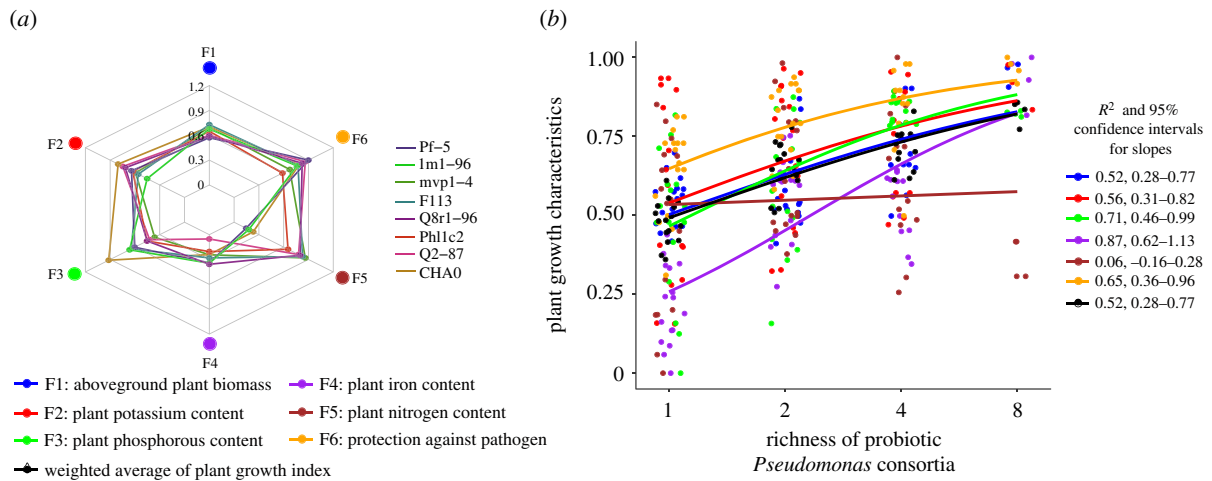 (a)
F1
1,2
0,9
0,6
0,3
0
F2
F6
F3
F5
F4
Pf–5
1m1–96
mvp1–4
F113
Q8r1–96
Phl1c2
Q2–87
CHA0
F1: aboveground plant biomass
F2: plant potassium content
F3: plant phosphorous content
weighted average of plant growth index
F4: plant iron content
F5: plant nitrogen content
F6: protection against pathogen
(b)
plant growth characteristics
1.00
0.75
0.50
0.25
0
1 2 4 8
richness of probiotic
Pseudomonas consortia
R² and 95%
confidence intervals
for slopes
0.52, 0.28–0.77
0.56, 0.31–0.82
0.71, 0.46–0.99
0.87, 0.62–1.13
0.06, –0.16–0.28
0.65, 0.36–0.96
0.52, 0.28–0.77